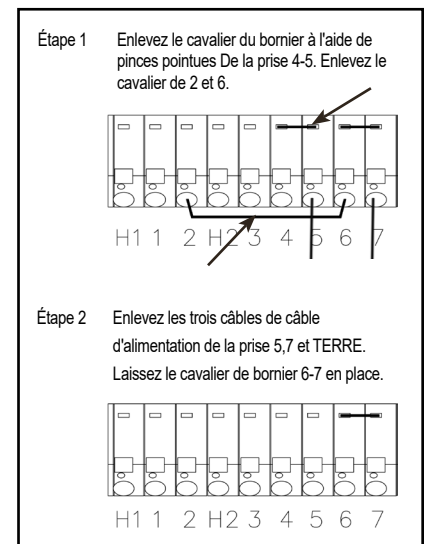 Étape 1 Enlevez le cavalier du bornier à l'aide de
pinces pointues De la prise 4-5. Enlevez le
cavalier de 2 et 6.
H1 1 2 H2 3 4 5 6 7
Étape 2 Enlevez les trois câbles de câble
d'alimentation de la prise 5,7 et TERRE.
Laissez le cavalier de bornier 6-7 en place.
H1 1 2 H2 3 4 5 6 7